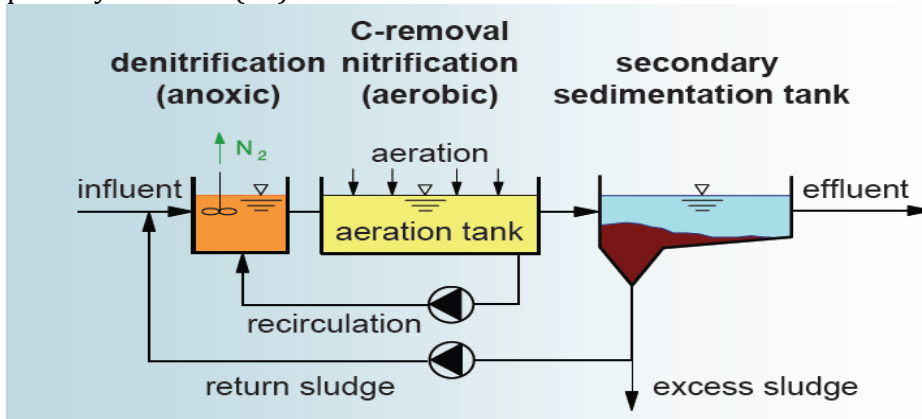 C-removal
denitrification nitrification secondary
(anoxic) (aerobic) sedimentation tank
N2
aeration
influent
effluent
aeration tank
recirculation
return sludge
excess sludge